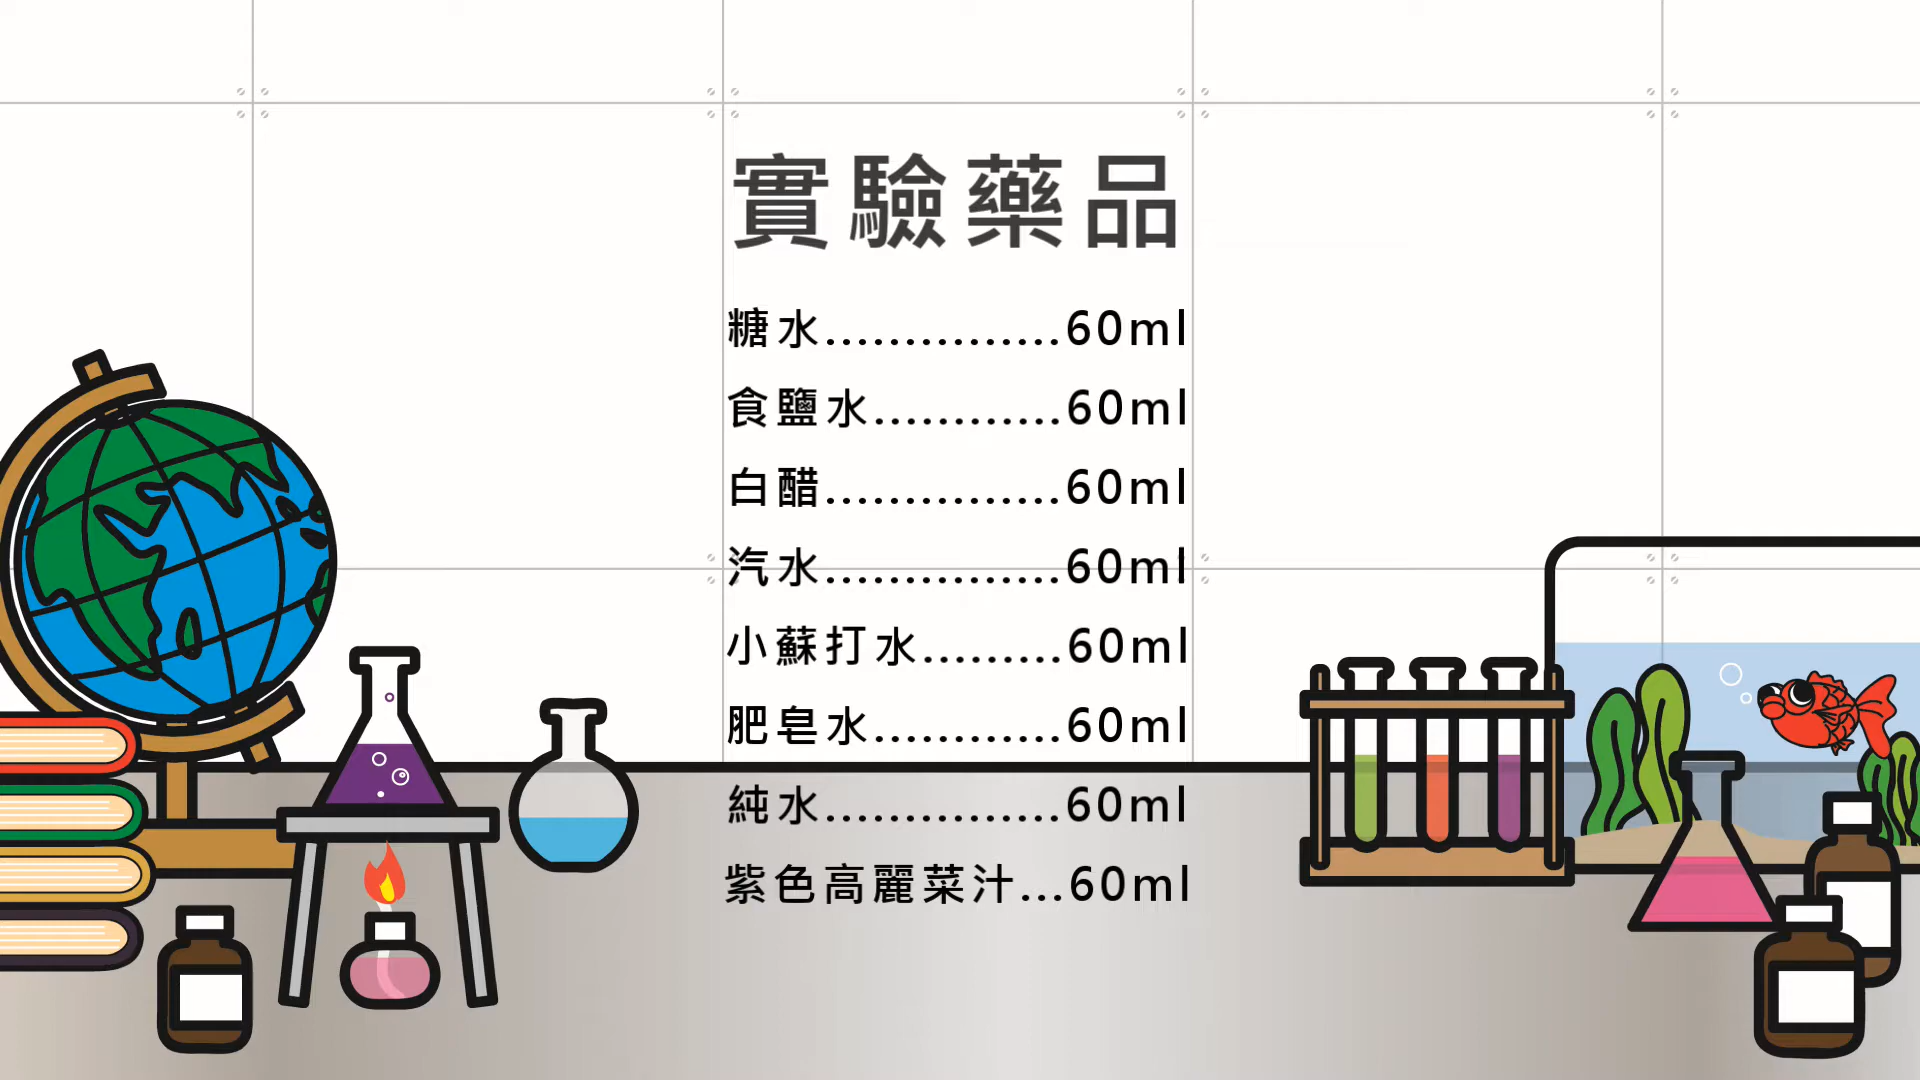 實驗藥品
糖水...............60ml
食鹽水............60ml
白醋...............60ml
汽水...............60ml
小蘇打水.........60ml
肥皂水............60ml
純水...............60ml
紫色高麗菜汁...60ml